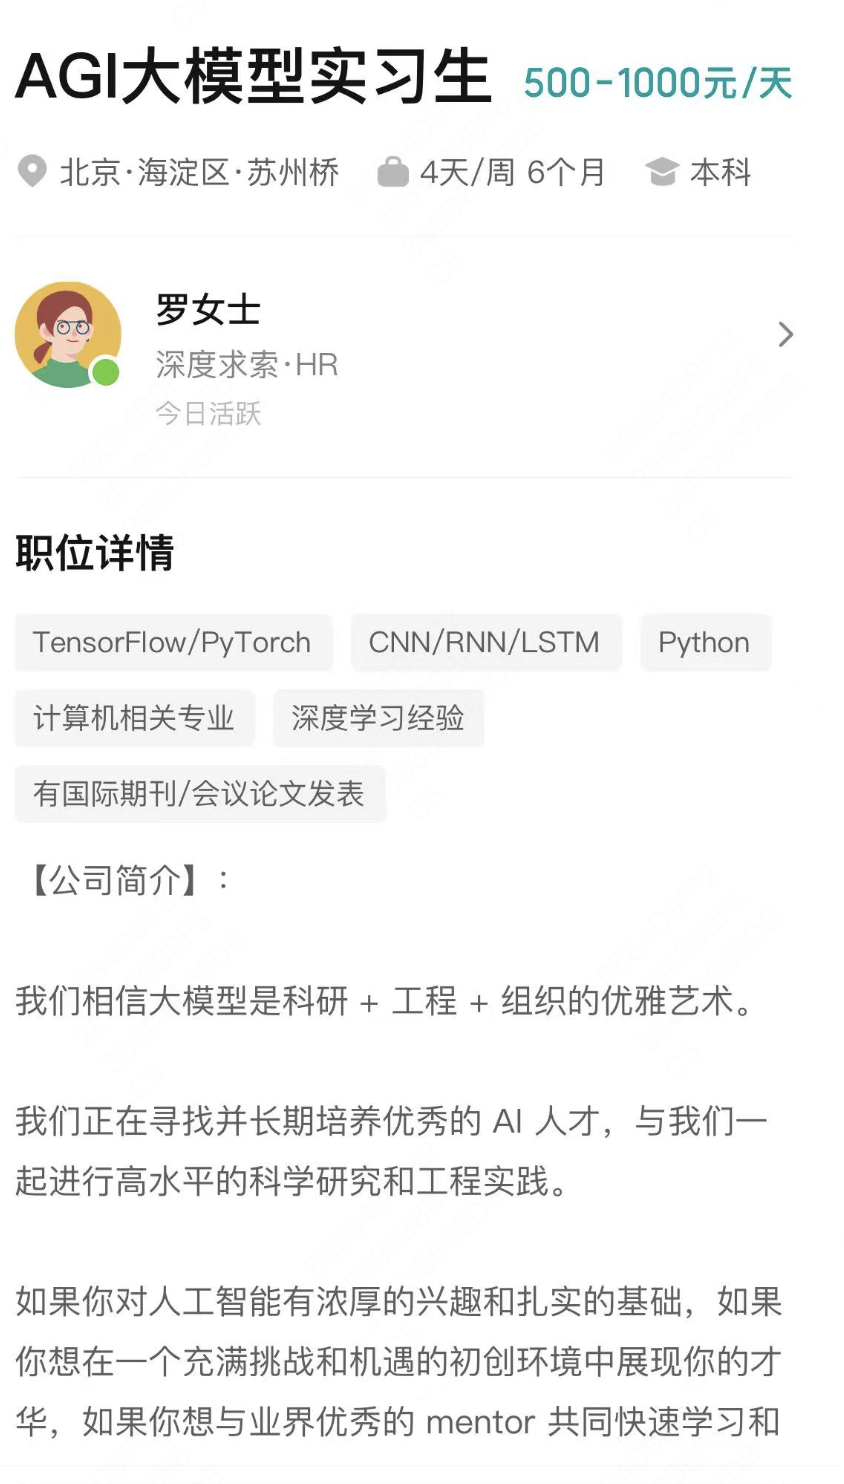 AGI大模型实习生 500-1000元/天
北京·海淀区·苏州桥 4天/周 6个月 本科
罗女士
深度求索·HR
今日活跃
职位详情
TensorFlow/PyTorch CNN/RNN/LSTM Python
计算机相关专业 深度学习经验
有国际期刊/会议论文发表
【公司简介】:
我们相信大模型是科研 + 工程 + 组织的优雅艺术。
我们正在寻找并长期培养优秀的 AI 人才，与我们一
起进行高水平的科学研究和工程实践。
如果你对人工智能有浓厚的兴趣和扎实的基础，如果
你想在一个充满挑战和机遇的初创环境中展现你的才
华，如果你想与业界优秀的 mentor 共同快速学习和